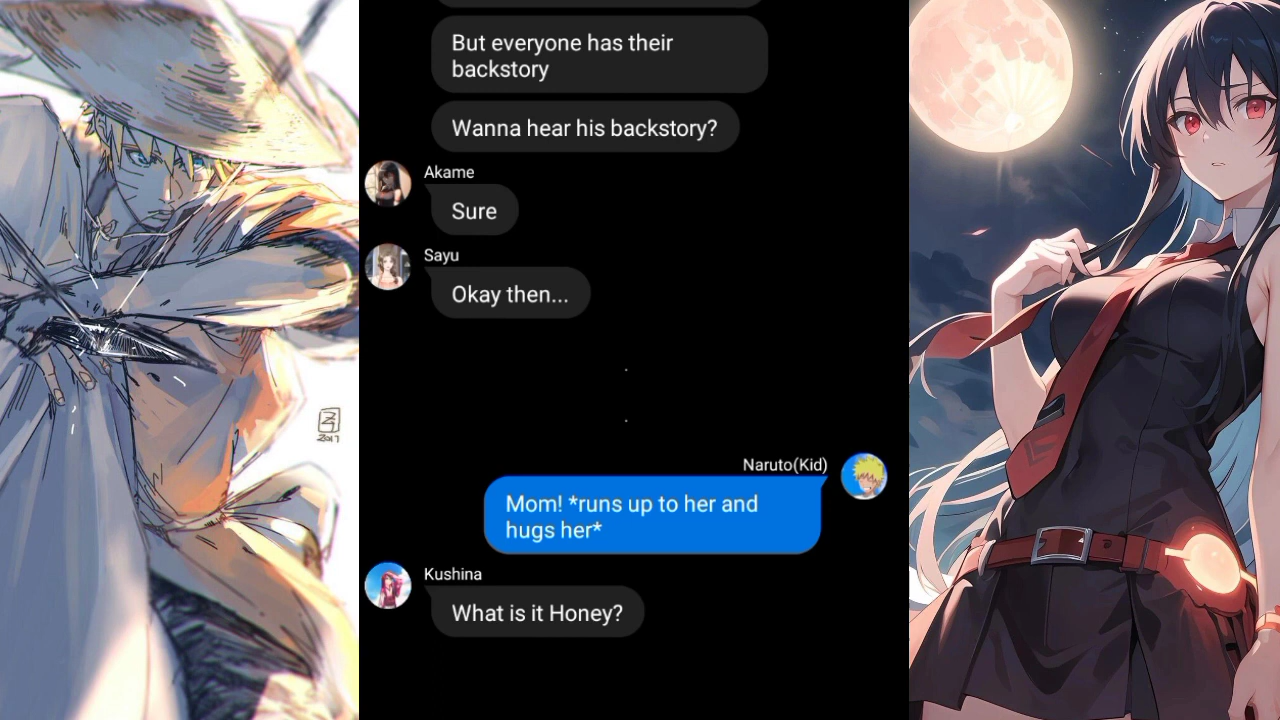 But everyone has their
backstory
Wanna hear his backstory?
Akame
Sure
Sayu
Okay then...
.
.
Naruto(Kid)
Mom! *runs up to her and
hugs her*
Kushina
What is it Honey?
2017